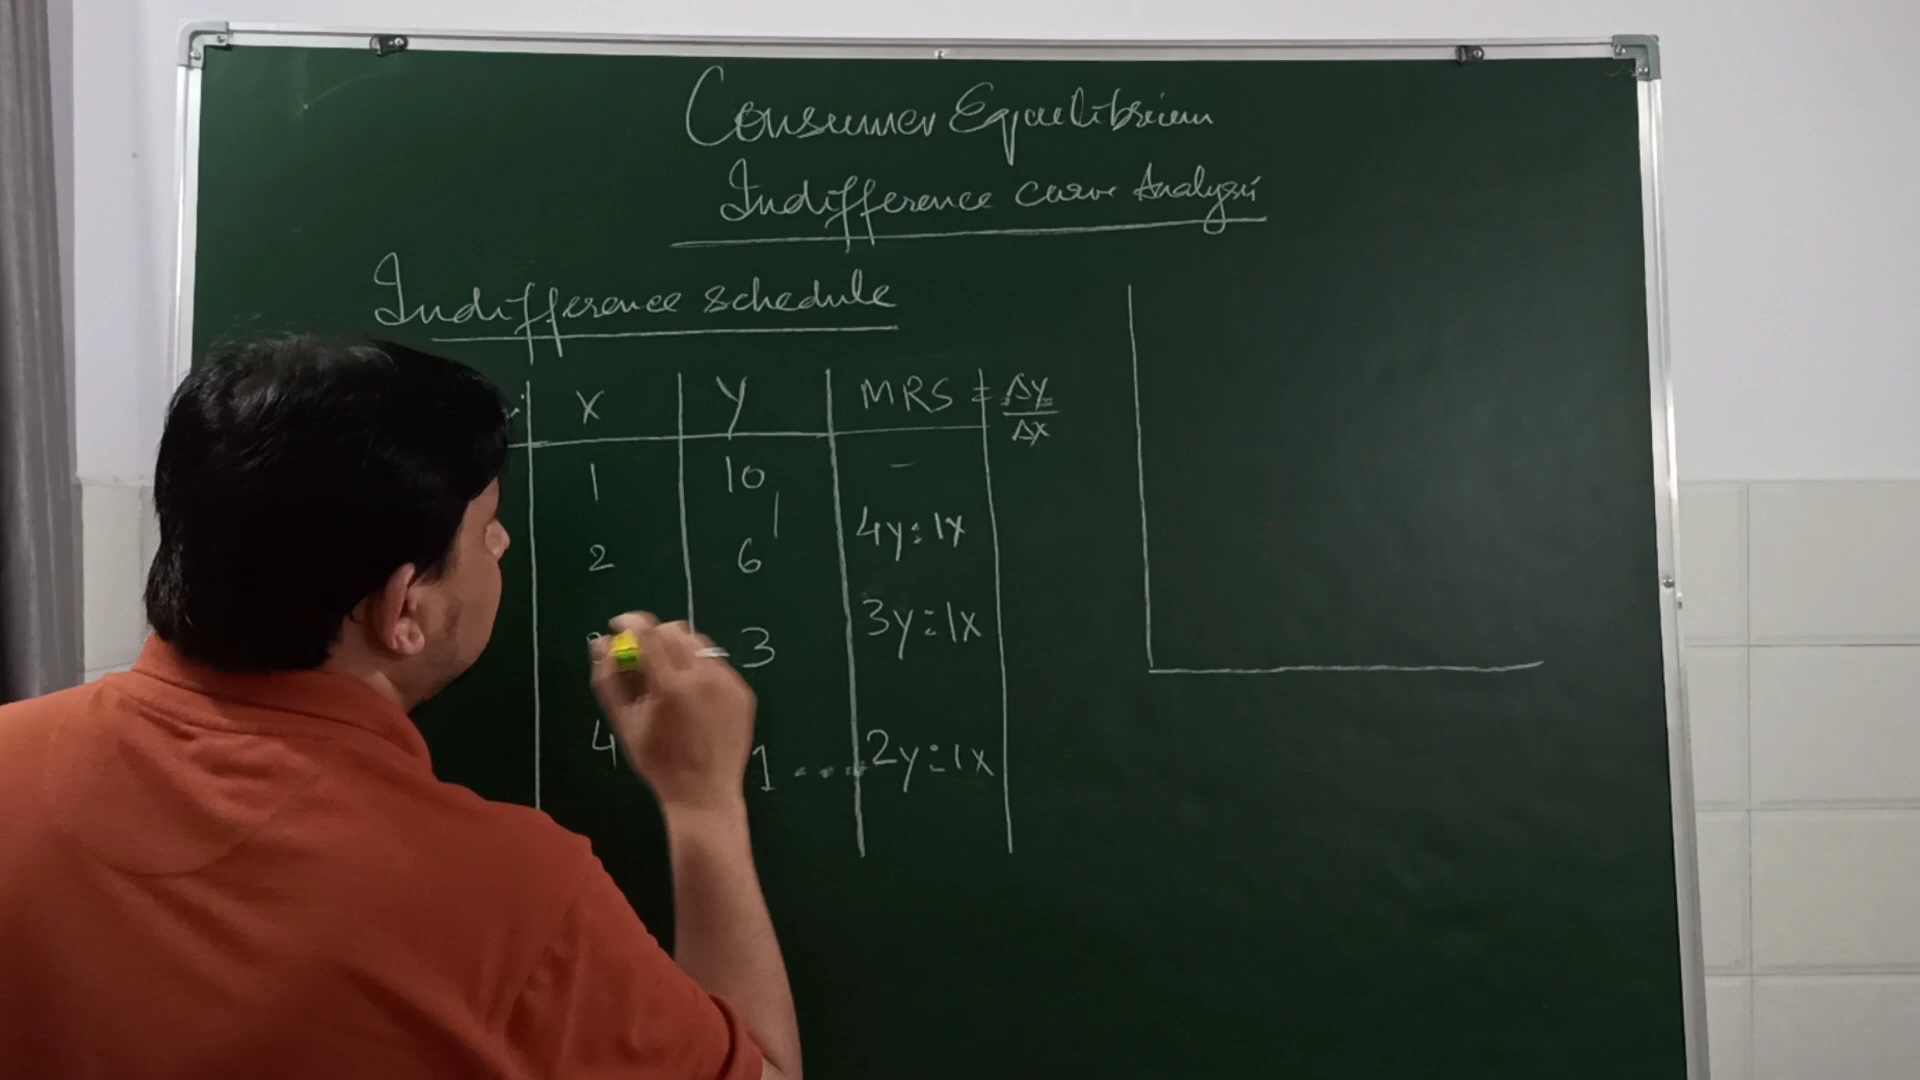 Consumer Equilibrium
Indifference curve Analysis
Indifference schedule
X Y MRS = Δy/Δx
1 10 -
2 6 4y:1x
3 3y:1x
4 1 .... 2y:1x